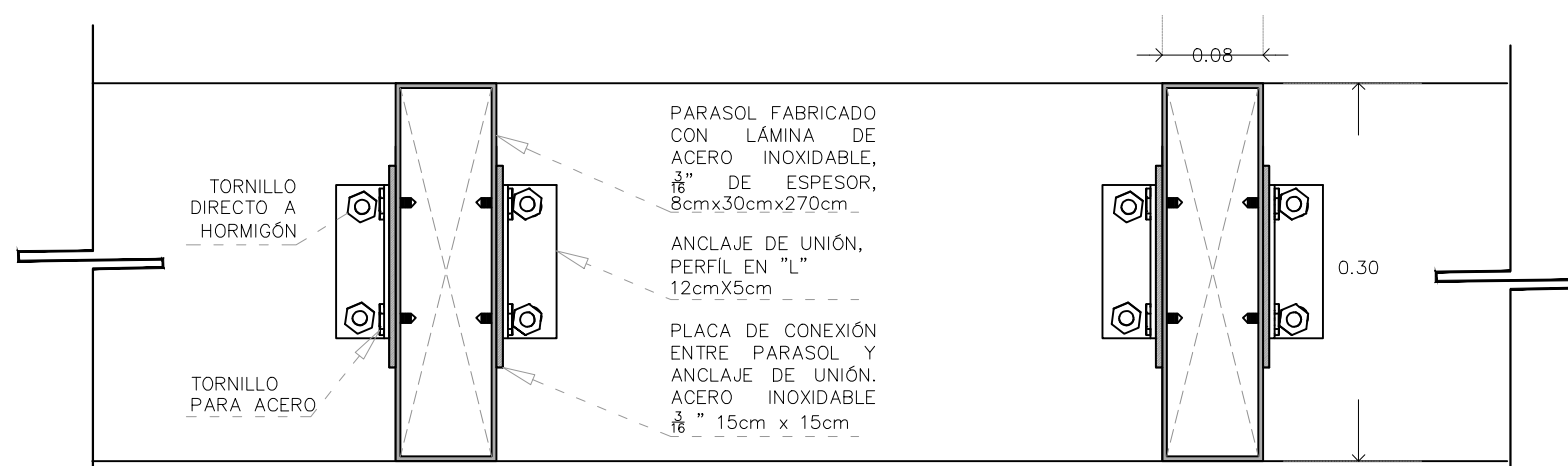 0.08
PARASOL FABRICADO
CON LÁMINA DE
ACERO INOXIDABLE,
3/16" DE ESPESOR,
8cmx30cmx270cm
TORNILLO
DIRECTO A
HORMIGÓN
ANCLAJE DE UNIÓN,
PERFÍL EN "L"
12cmX5cm
0.30
PLACA DE CONEXIÓN
ENTRE PARASOL Y
ANCLAJE DE UNIÓN.
ACERO INOXIDABLE
3/16 " 15cm x 15cm
TORNILLO
PARA ACERO